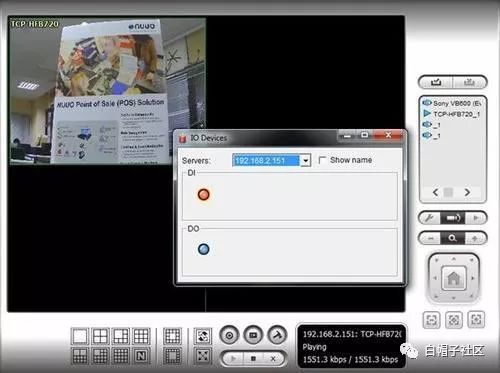 TCP-HFB720
NUUO
NUUO Point of Sale (POS) Solution
IO Devices
Servers:
192.168.2.151
Show name
DI
DO
Sony VB600 (Ev
TCP-HFB720_1
_1
_1
N
192.168.2.151: TCP-HFB720
Playing
1551.3 kbps / 1551.3 kbps
白帽子社区